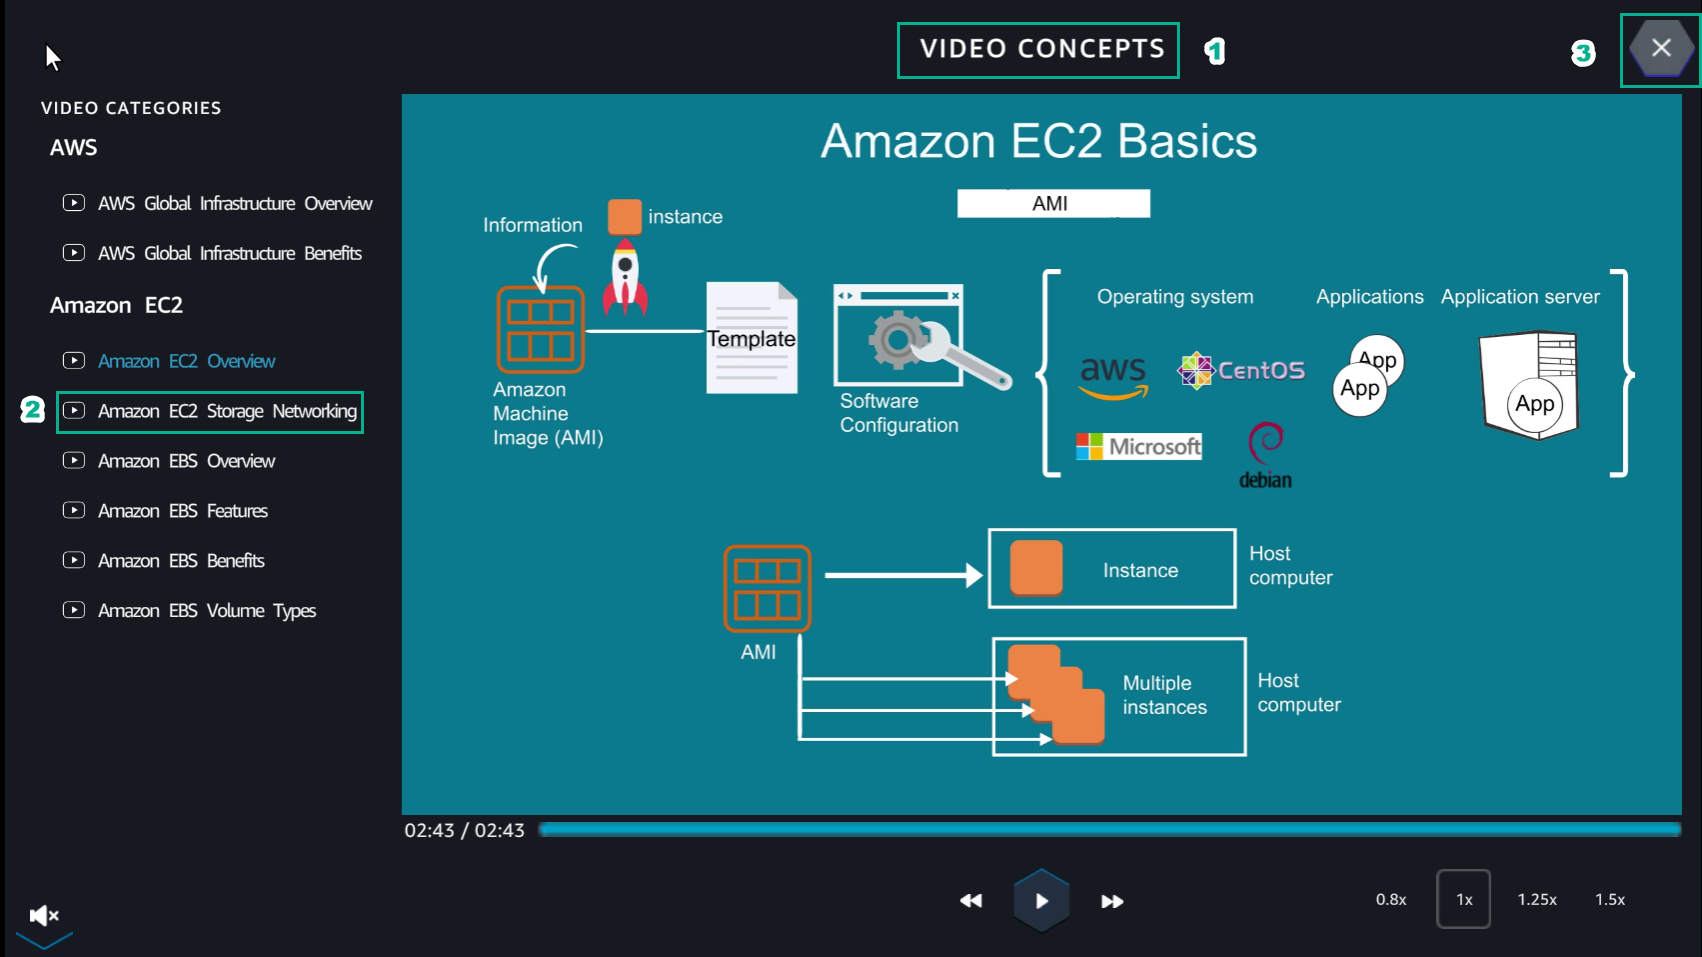 VIDEO CONCEPTS
1
3
VIDEO CATEGORIES
AWS
AWS Global Infrastructure Overview
AWS Global Infrastructure Benefits
Amazon EC2
Amazon EC2 Overview
2
Amazon EC2 Storage Networking
Amazon EBS Overview
Amazon EBS Features
Amazon EBS Benefits
Amazon EBS Volume Types
Amazon EC2 Basics
AMI
Information
instance
Amazon
Machine
Image (AMI)
Template
Software
Configuration
Operating system
Applications
Application server
aws
CentOS
Microsoft
debian
App
App
App
AMI
Instance
Host
computer
Multiple
instances
Host
computer
02:43 / 02:43
0.8x
1x
1.25x
1.5x